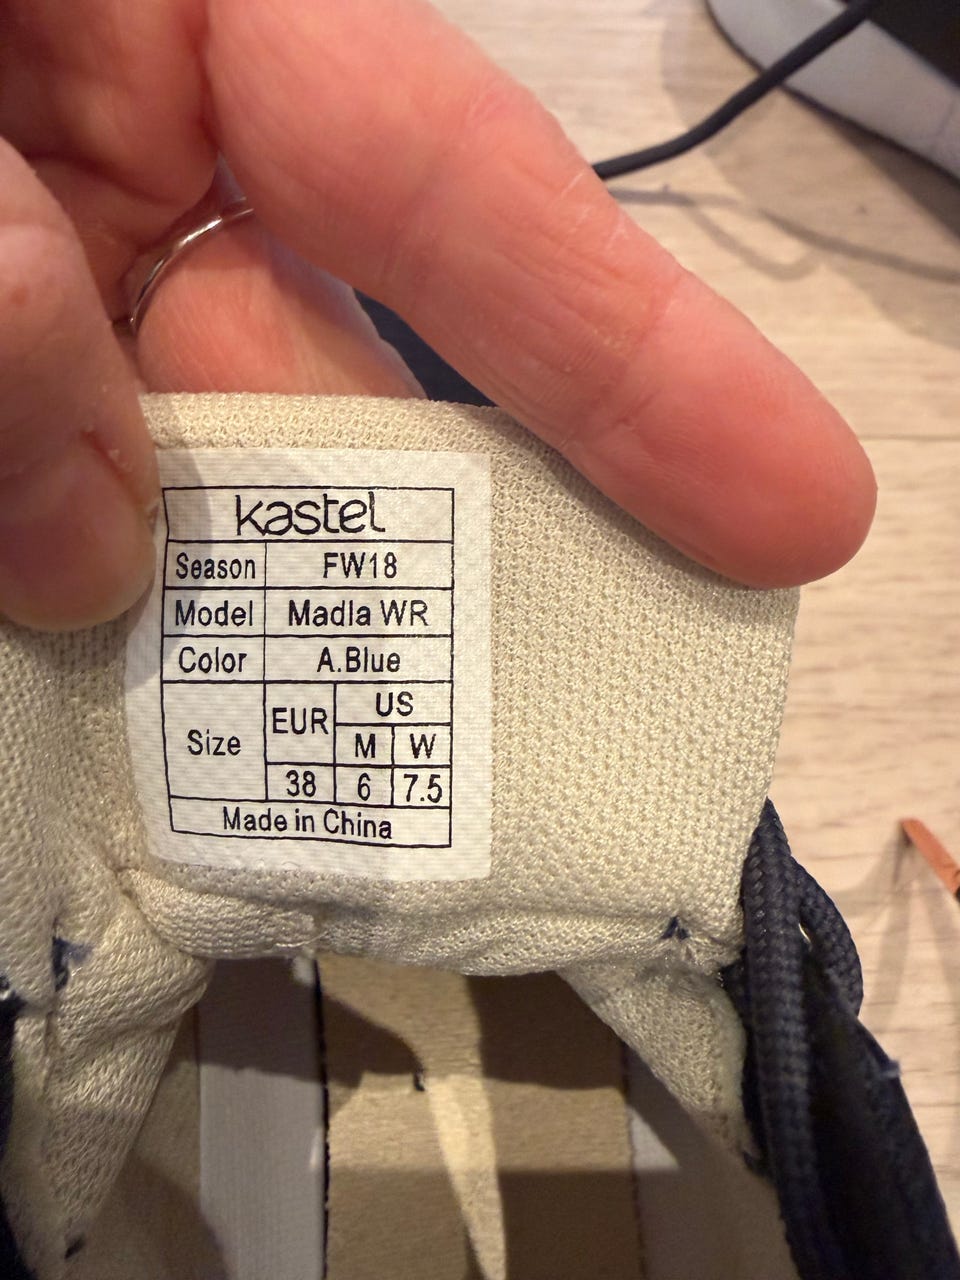 kastel
Season FW18
Model Madla WR
Color A.Blue
Size EUR US
M W
38 6 7.5
Made in China